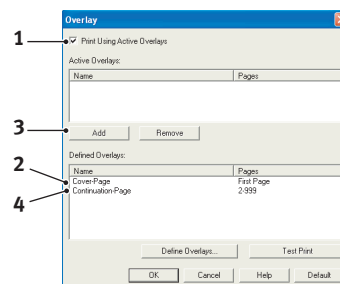 Overlay
1
Print Using Active Overlays
Active Overlays:
Name Pages
3
Add Remove
Defined Overlays:
2
Name Pages
Cover-Page First Page
4
Continuation-Page 2-999
Define Overlays... Test Print
OK Cancel Help Default